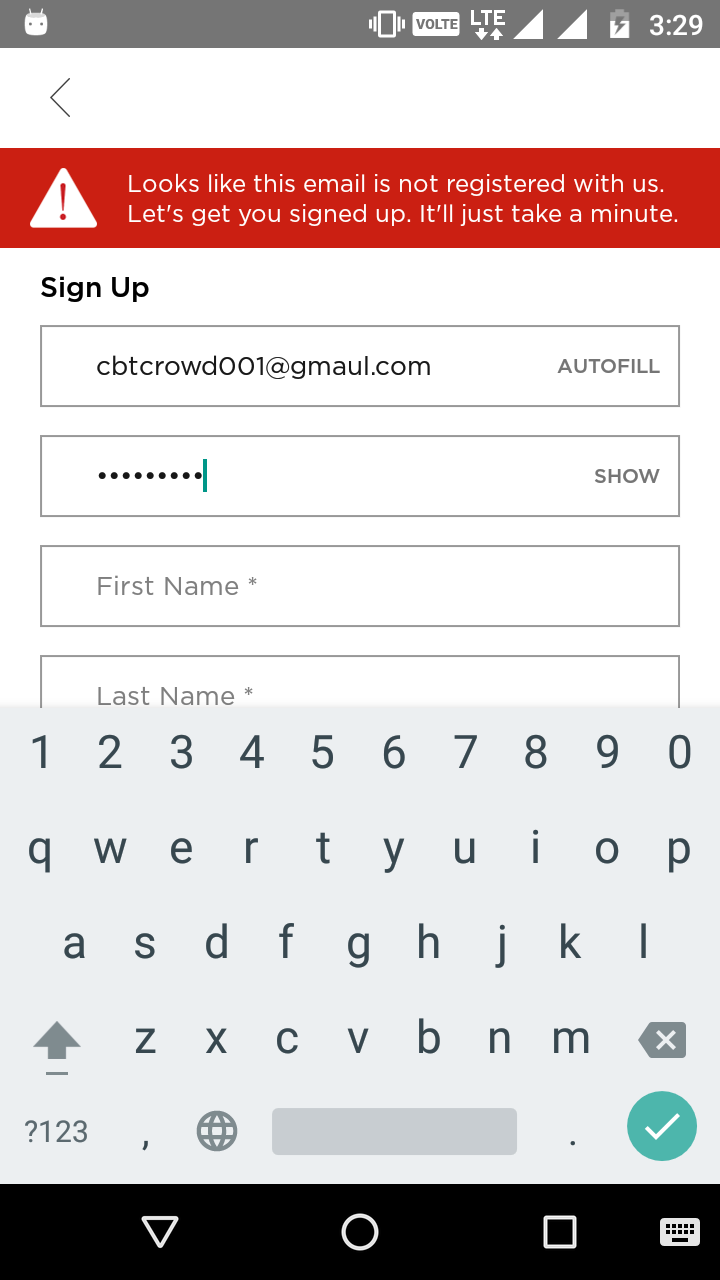 VOLTE LTE 3:29
Looks like this email is not registered with us.
Let's get you signed up. It'll just take a minute.
Sign Up
cbtcrowd001@gmaul.com AUTOFILL
••••••••• SHOW
First Name *
Last Name *
1 2 3 4 5 6 7 8 9 0
q w e r t y u i o p
a s d f g h j k l
z x c v b n m
?123 , .